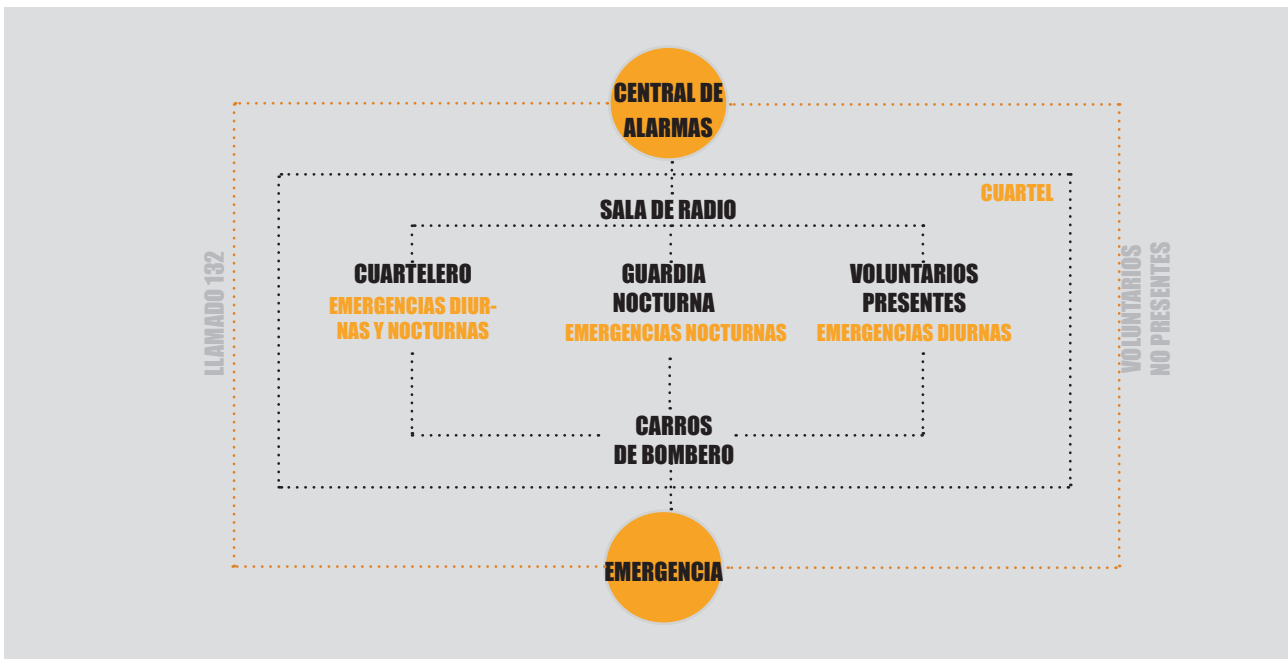 CENTRAL DE
ALARMAS
CUARTEL
SALA DE RADIO
LLAMADO 132
VOLUNTARIOS
NO PRESENTES
CUARTELERO
EMERGENCIAS DIUR-
NAS Y NOCTURNAS
GUARDIA
NOCTURNA
EMERGENCIAS NOCTURNAS
VOLUNTARIOS
PRESENTES
EMERGENCIAS DIURNAS
CARROS
DE BOMBERO
EMERGENCIA